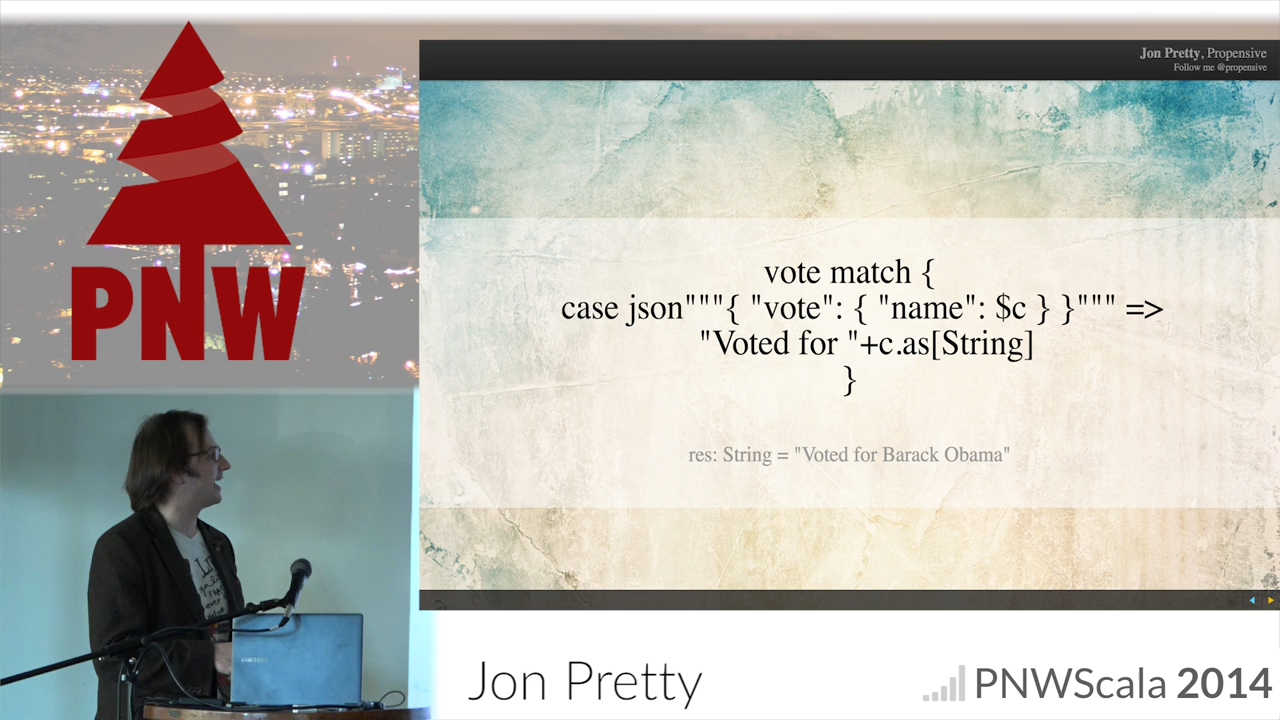 PNW
Jon Pretty, Propensive
Follow me @propensive
vote match {
case json"""{ "vote": { "name": $c } }""" =>
"Voted for "+c.as[String]
}
res: String = "Voted for Barack Obama"
SAMSUNG
Jon Pretty
PNWScala 2014